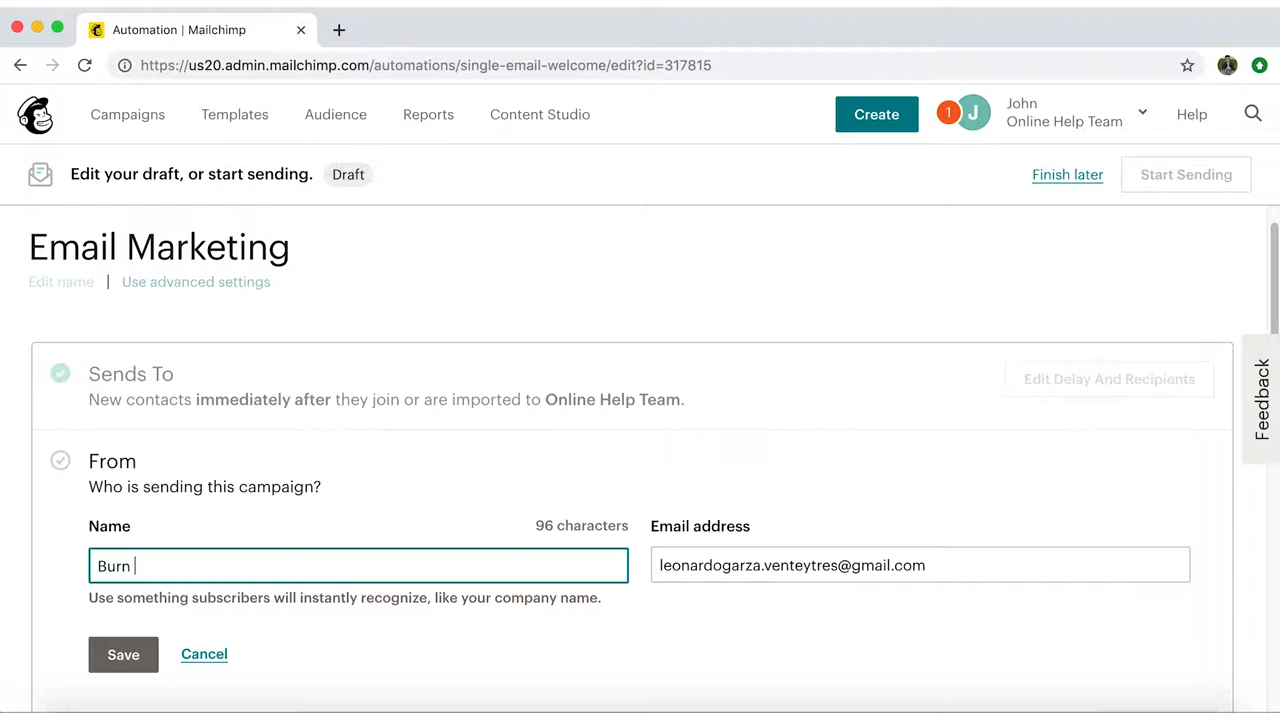 Automation | Mailchimp
https://us20.admin.mailchimp.com/automations/single-email-welcome/edit?id=317815
Campaigns Templates Audience Reports Content Studio Create 1 J John Help
Online Help Team
Edit your draft, or start sending. Draft Finish later Start Sending
Email Marketing
Edit name | Use advanced settings
Sends To Edit Delay And Recipients
New contacts immediately after they join or are imported to Online Help Team.
Feedback
From
Who is sending this campaign?
Name 96 characters Email address
Burn leonardogarza.venteytres@gmail.com
Use something subscribers will instantly recognize, like your company name.
Save Cancel